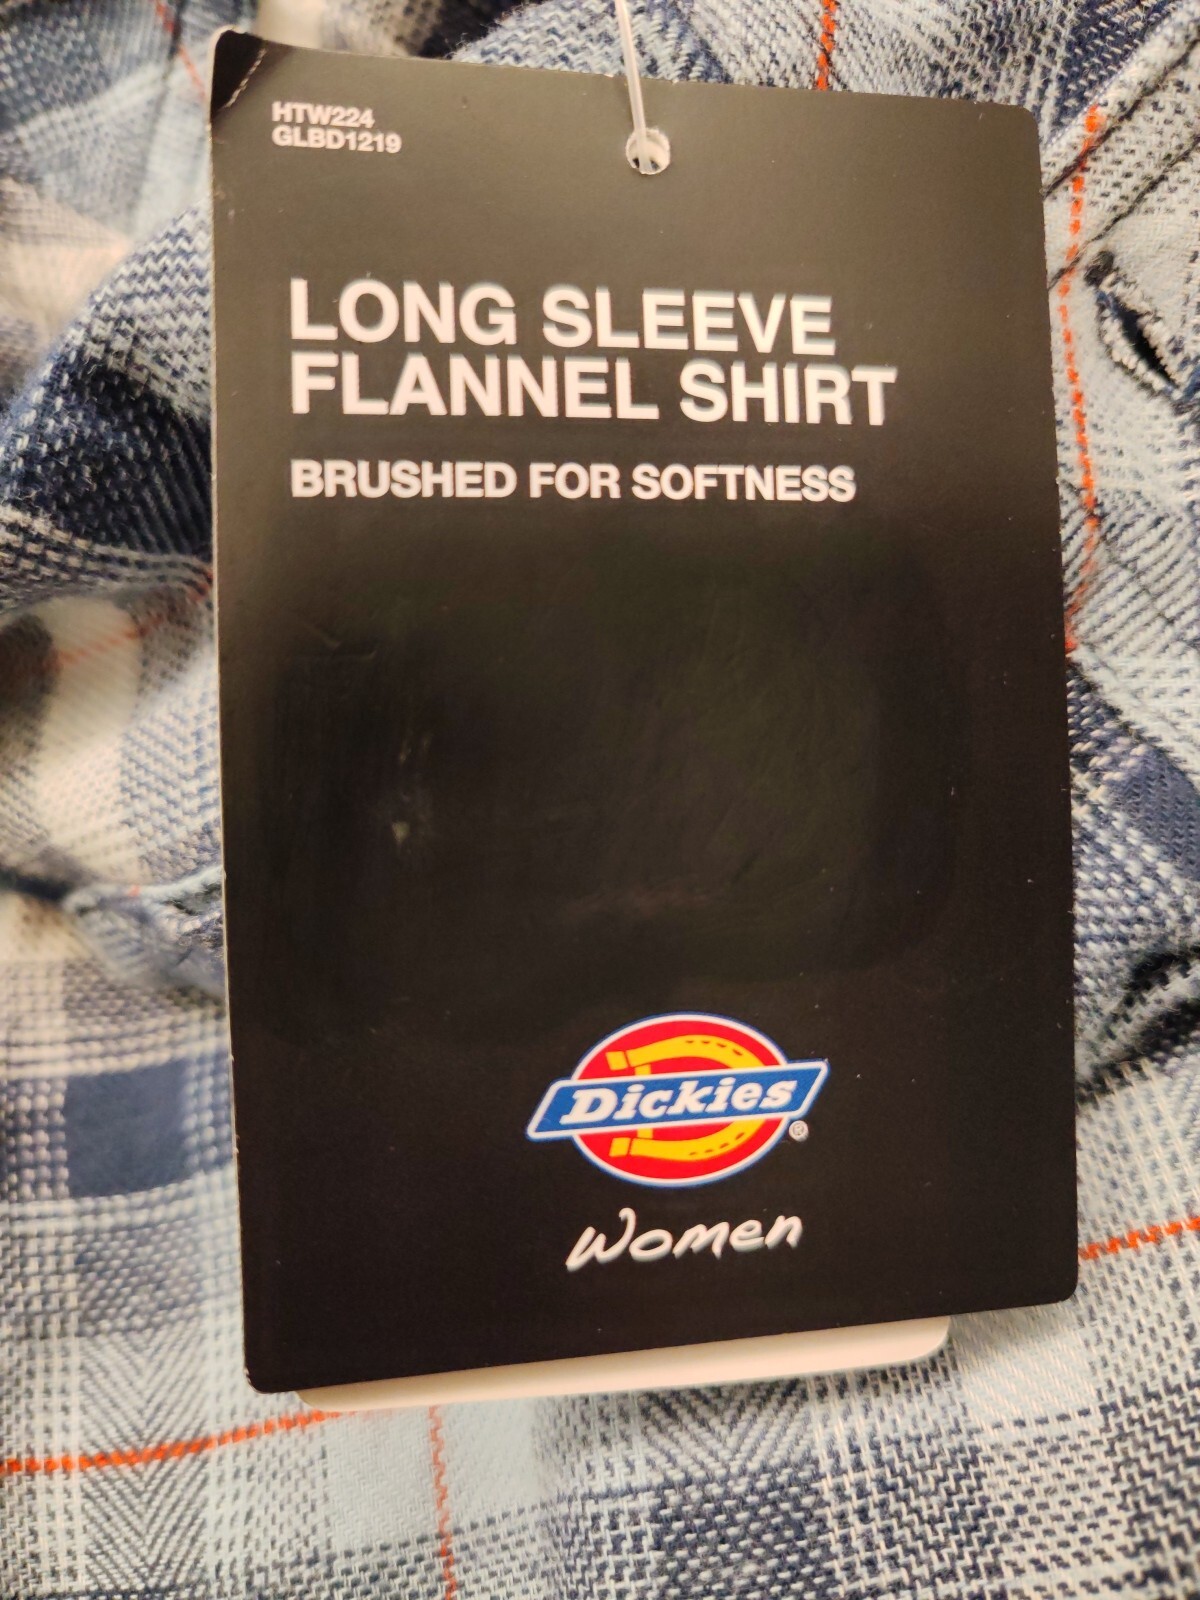 HTW224
GLBD1219
LONG SLEEVE
FLANNEL SHIRT
BRUSHED FOR SOFTNESS
Dickies®
Women